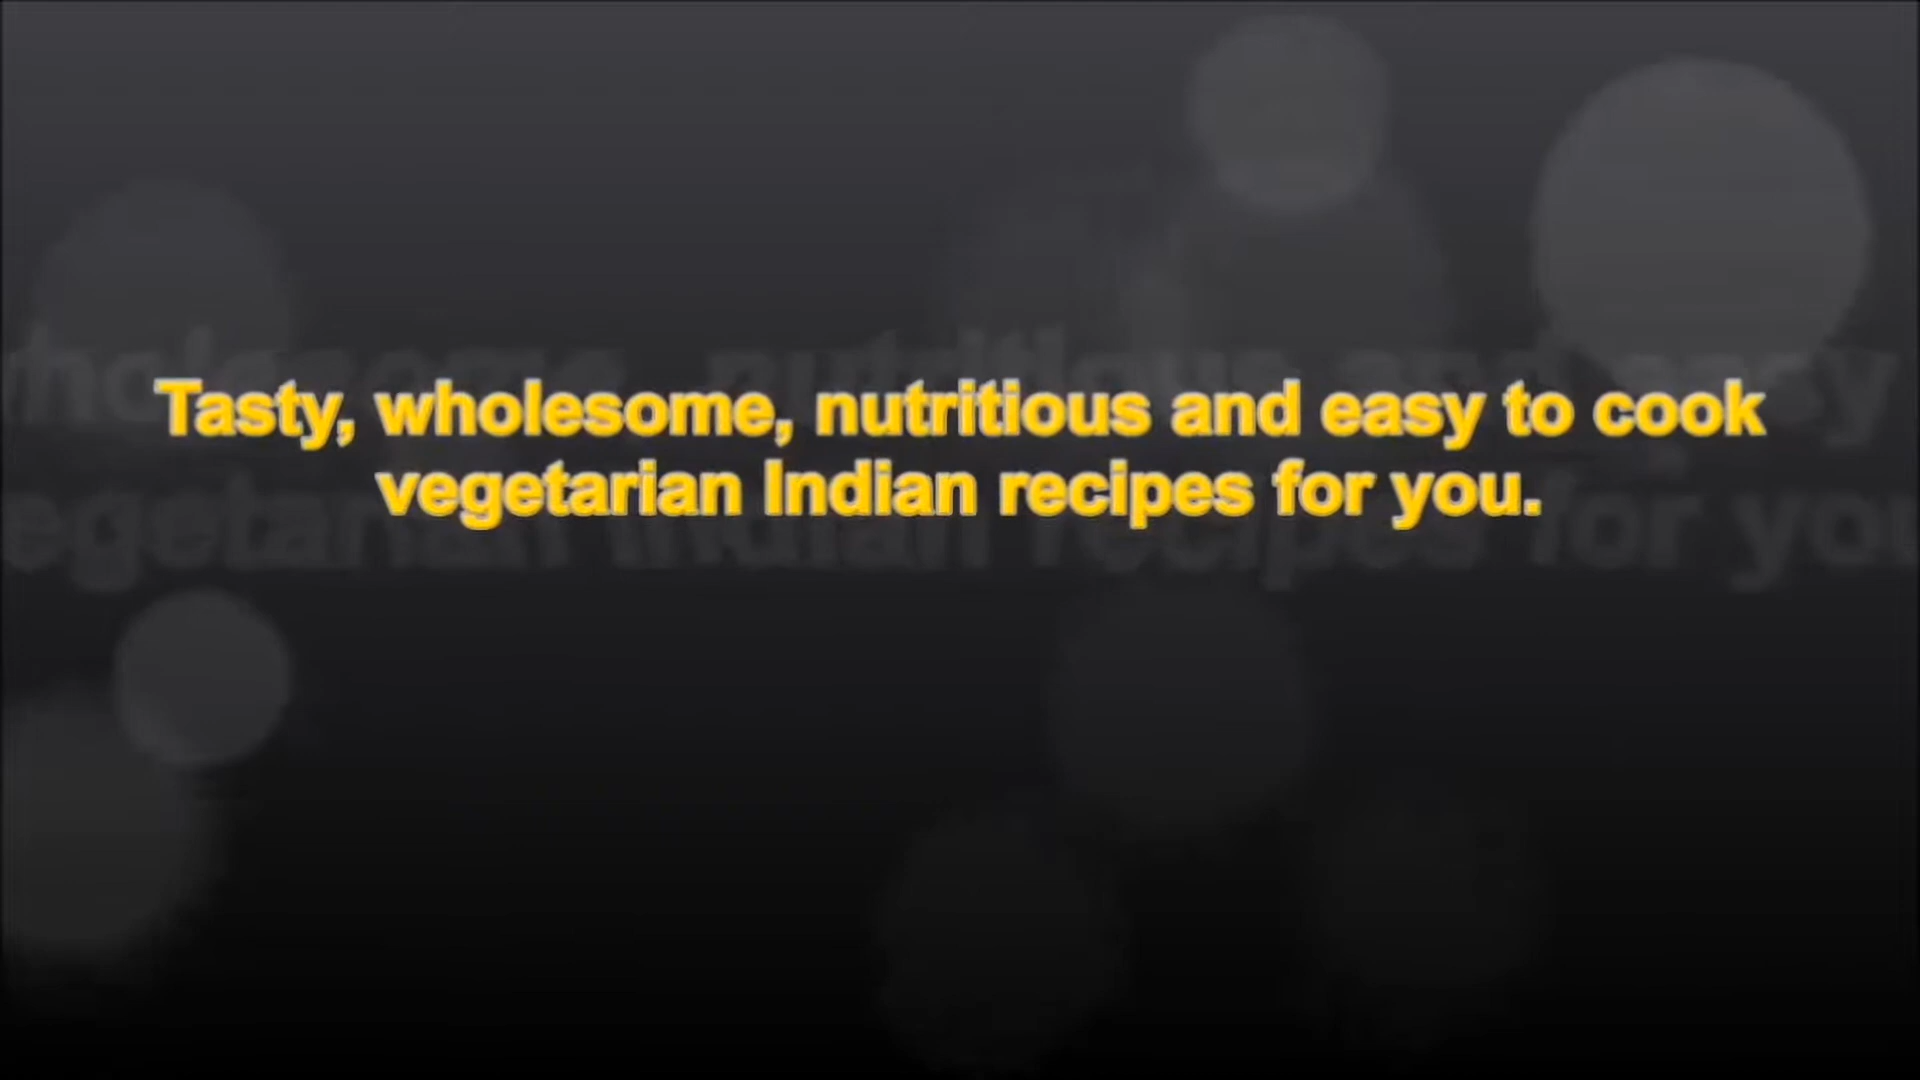 Tasty, wholesome, nutritious and easy to cook
vegetarian Indian recipes for you.